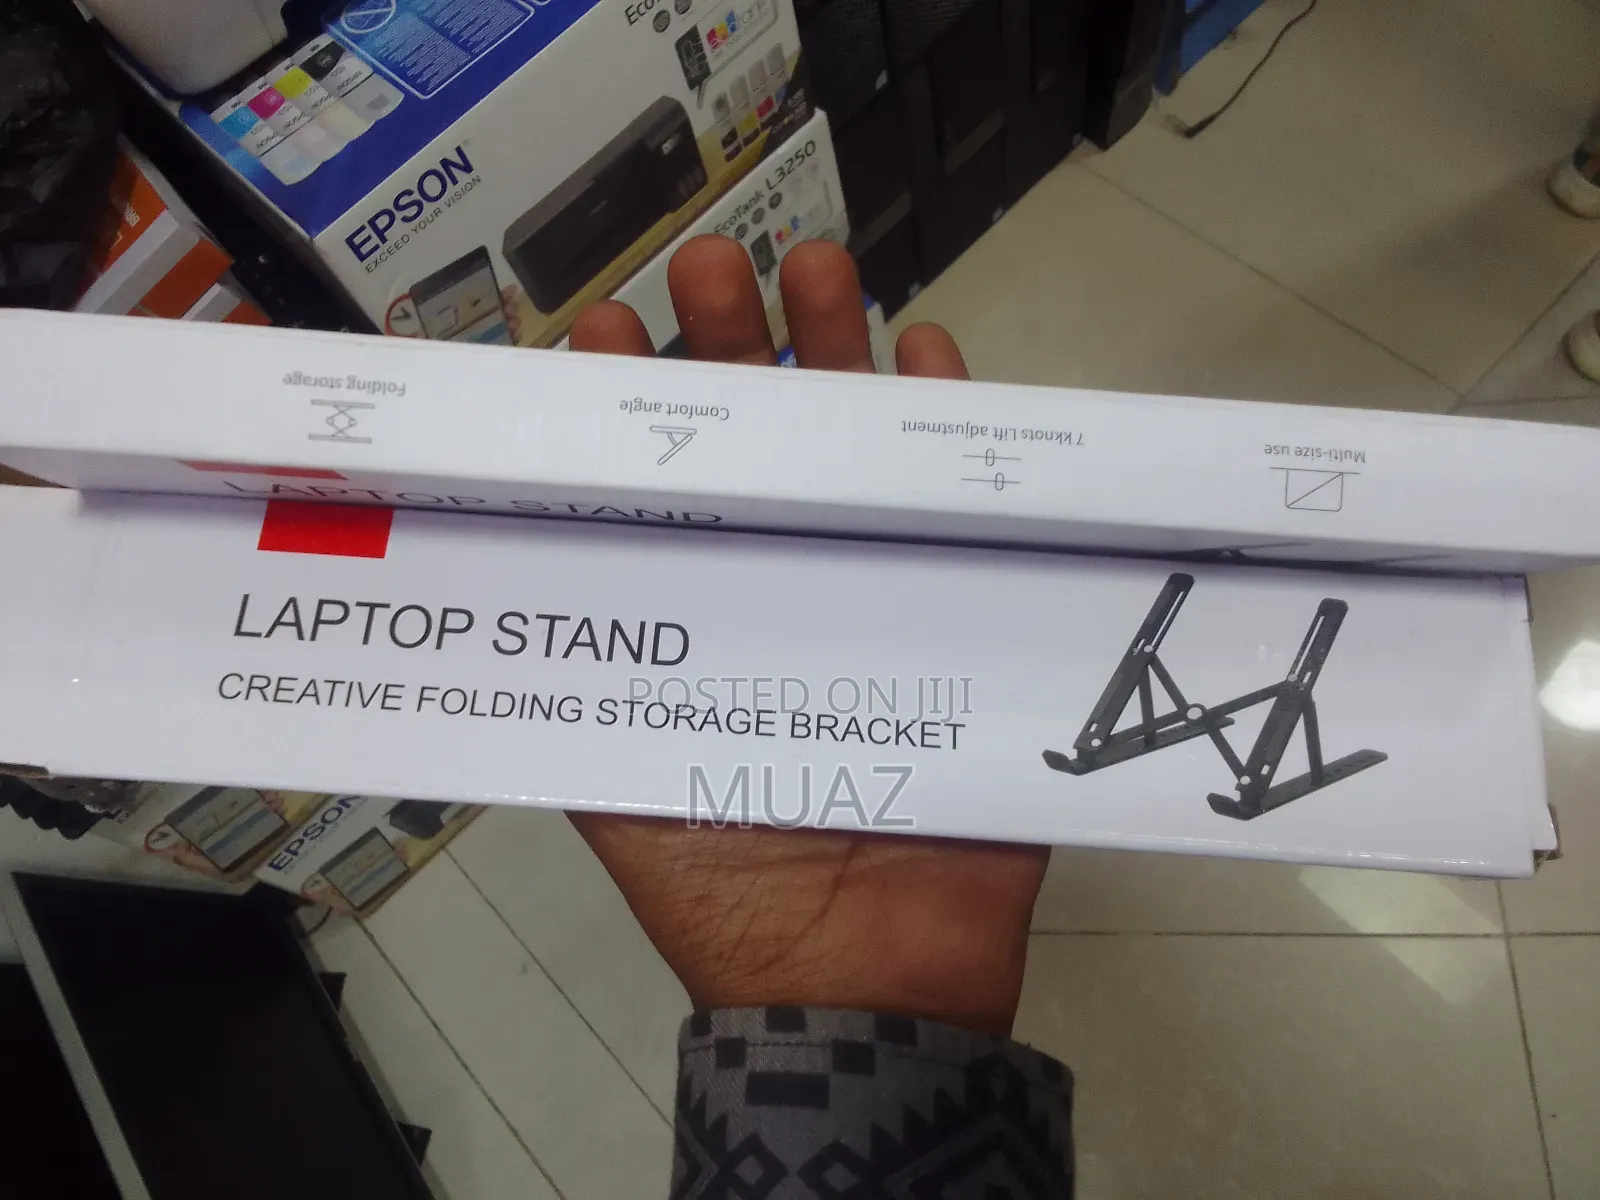 EcoTank L3250
EPSON
EXCEED YOUR VISION
Folding storage
Comfort angle
7 kknots Lift adjustment
Multi-size use
LAPTOP STAND
LAPTOP STAND
CREATIVE FOLDING STORAGE BRACKET
POSTED ON JIJI
MUAZ
EPSON